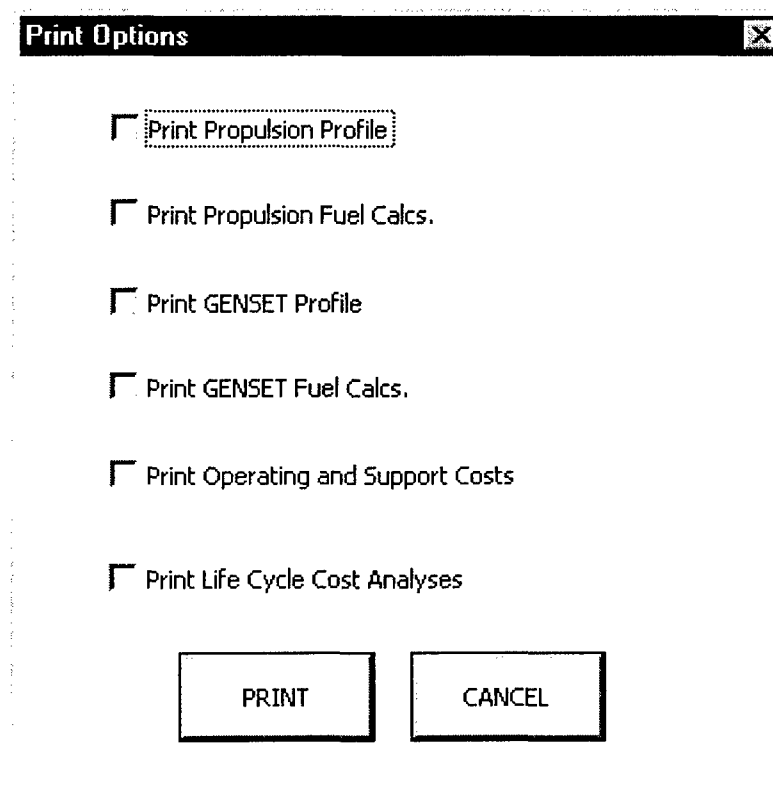 Print Options
Print Propulsion Profile
Print Propulsion Fuel Calcs.
Print GENSET Profile
Print GENSET Fuel Calcs.
Print Operating and Support Costs
Print Life Cycle Cost Analyses
PRINT CANCEL